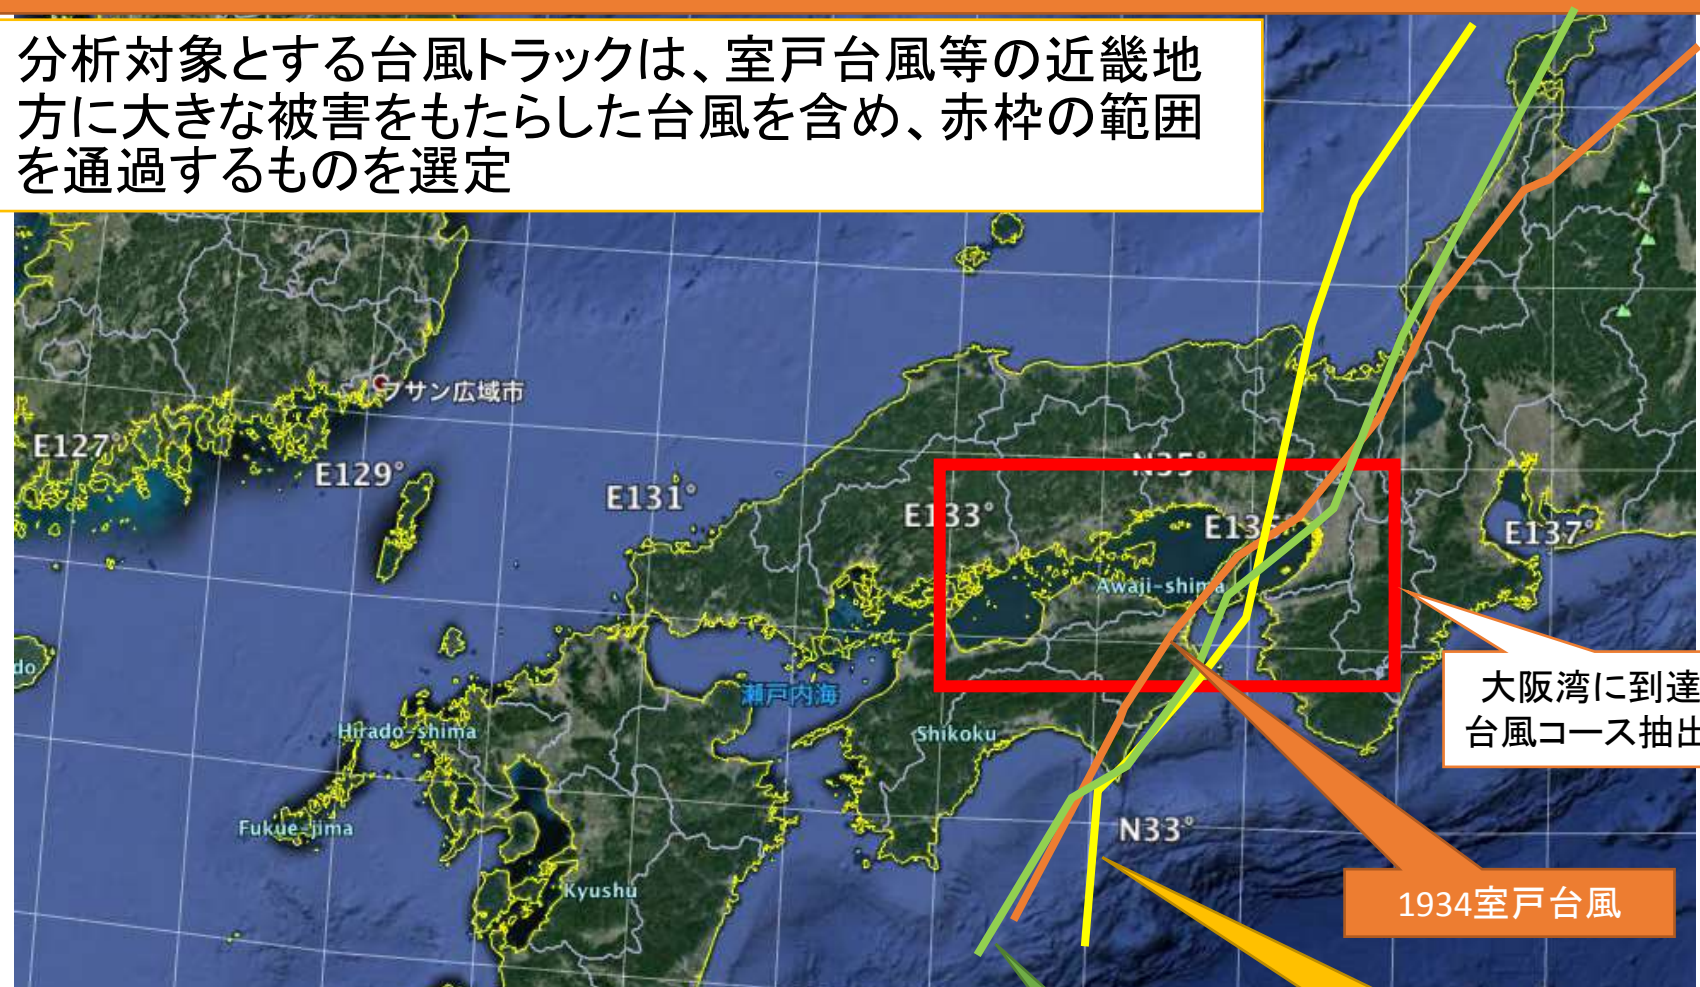 分析対象とする台風トラックは、室戸台風等の近畿地
方に大きな被害をもたらした台風を含め、赤枠の範囲
を通過するものを選定
プサン広域市
E127°
E129°
E131°
E133°
N35°
E135°
E137°
Awaji-shima
do
瀬戸内海
Hirado-shima
Shikoku
大阪湾に到達
台風コース抽出
Fukue-jima
N33°
Kyushu
1934室戸台風